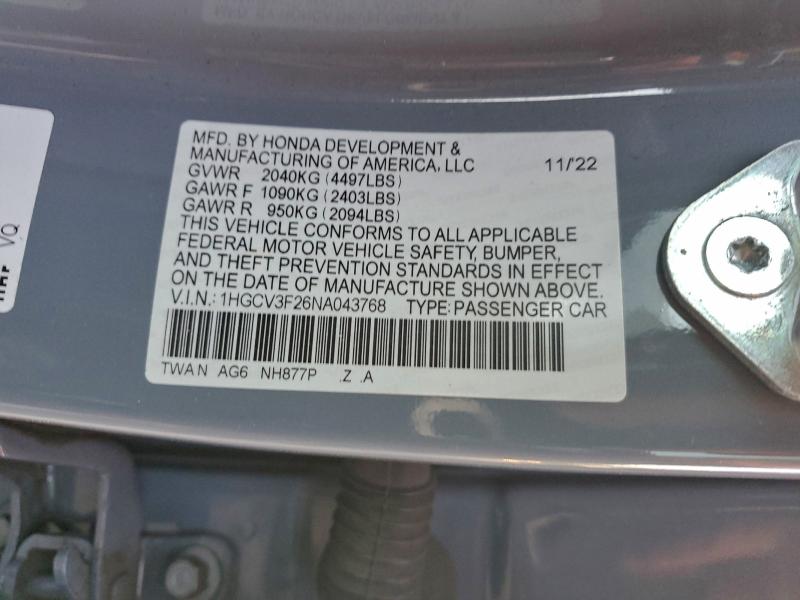 MFD. BY HONDA DEVELOPMENT &
MANUFACTURING OF AMERICA, LLC 11/'22
GVWR 2040KG (4497LBS)
GAWR F 1090KG (2403LBS)
GAWR R 950KG (2094LBS)
THIS VEHICLE CONFORMS TO ALL APPLICABLE
FEDERAL MOTOR VEHICLE SAFETY, BUMPER,
AND THEFT PREVENTION STANDARDS IN EFFECT
ON THE DATE OF MANUFACTURE SHOWN ABOVE.
V.I.N.: 1HGCV3F26NA043768 TYPE: PASSENGER CAR
TWAN AG6 NH877P .Z .A
VQ